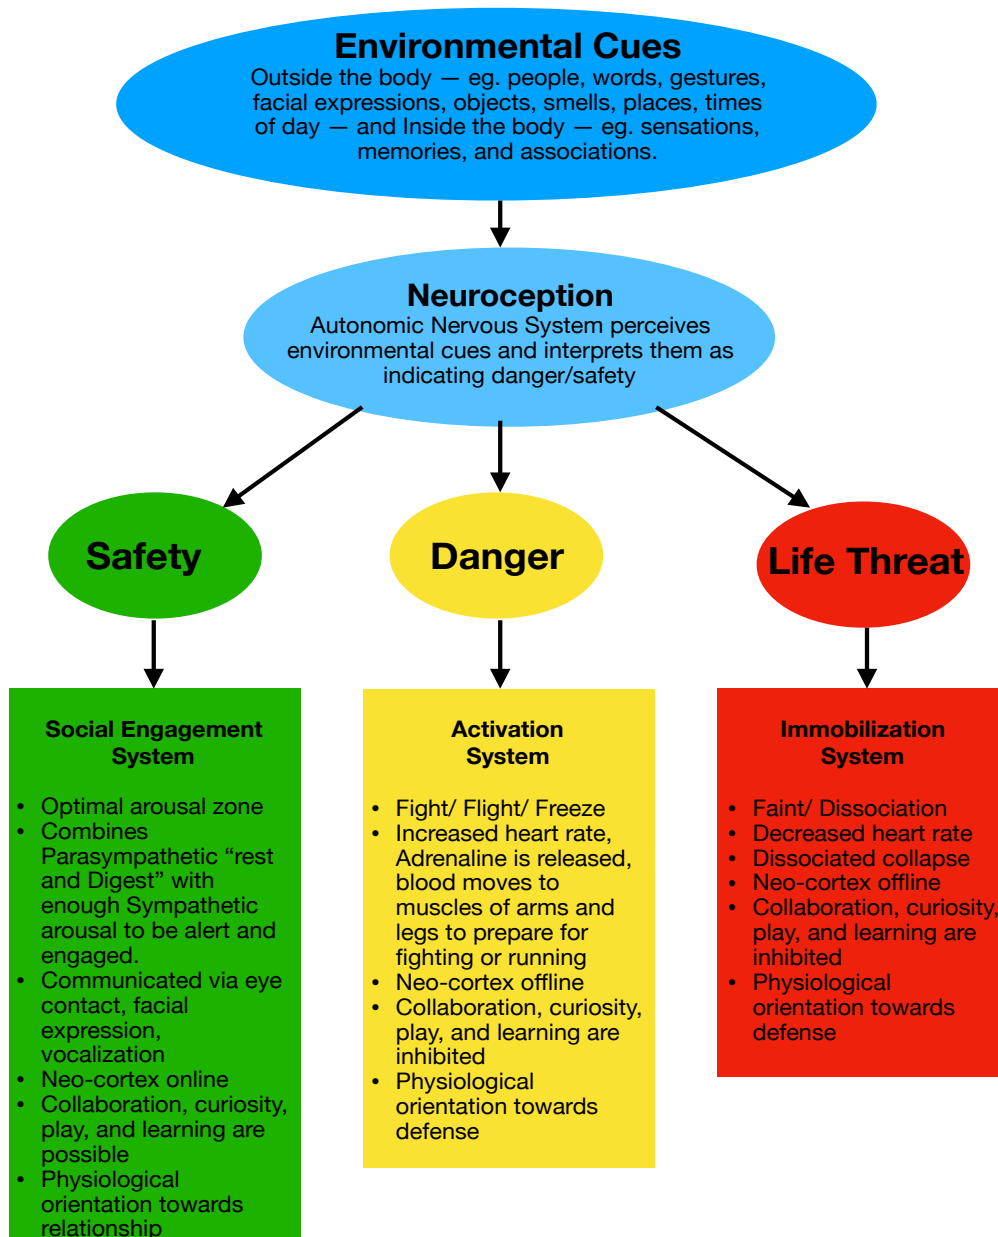 Environmental Cues
Outside the body — eg. people, words, gestures,
facial expressions, objects, smells, places, times
of day — and Inside the body — eg. sensations,
memories, and associations.
Neuroception
Autonomic Nervous System perceives
environmental cues and interprets them as
indicating danger/safety
Safety
Danger
Life Threat
Social Engagement
System
• Optimal arousal zone
• Combines
Parasympathetic “rest
and Digest” with
enough Sympathetic
arousal to be alert and
engaged.
• Communicated via eye
contact, facial
expression,
vocalization
• Neo-cortex online
• Collaboration, curiosity,
play, and learning are
possible
• Physiological
orientation towards
relationship
Activation
System
• Fight/ Flight/ Freeze
• Increased heart rate,
Adrenaline is released,
blood moves to
muscles of arms and
legs to prepare for
fighting or running
• Neo-cortex offline
• Collaboration, curiosity,
play, and learning are
inhibited
• Physiological
orientation towards
defense
Immobilization
System
• Faint/ Dissociation
• Decreased heart rate
• Dissociated collapse
• Neo-cortex offline
• Collaboration, curiosity,
play, and learning are
inhibited
• Physiological
orientation towards
defense